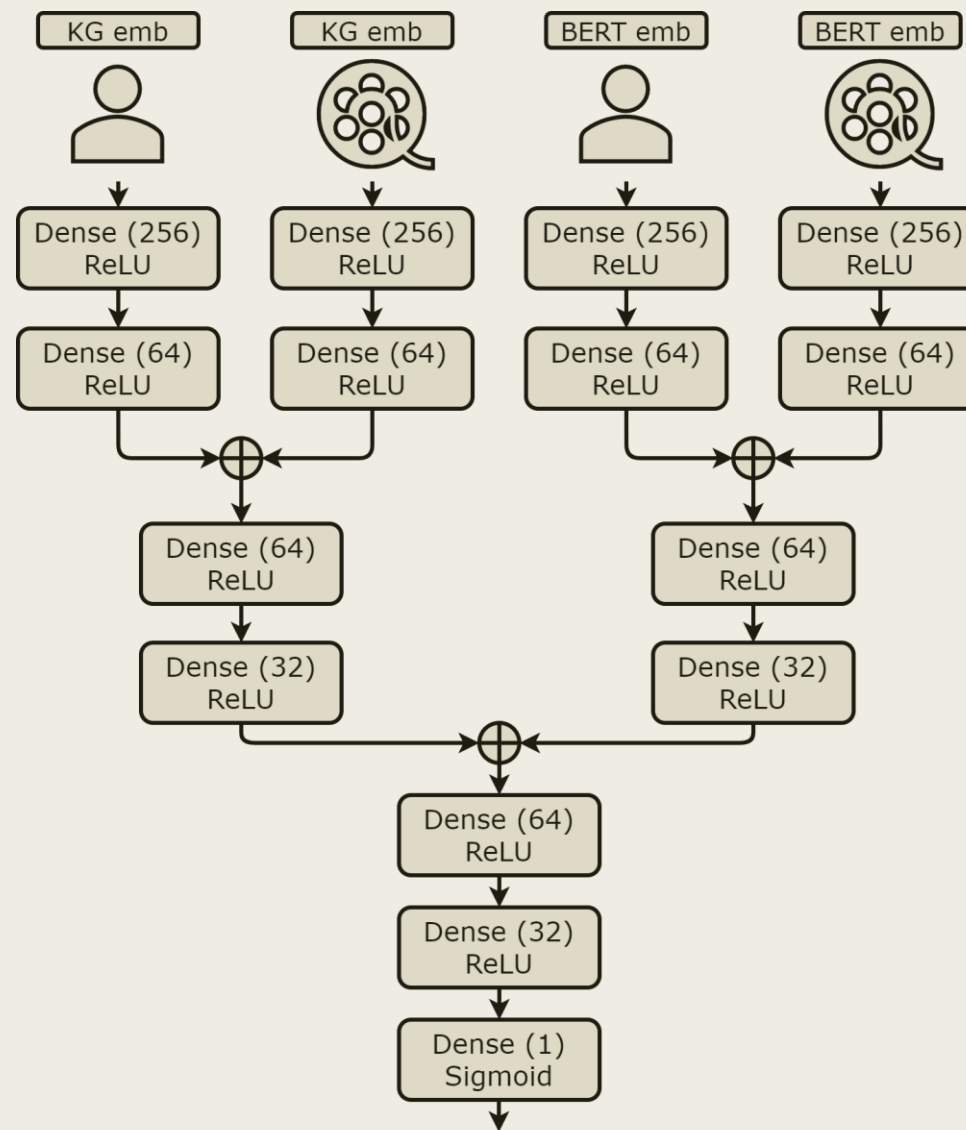 KG emb
KG emb
BERT emb
BERT emb
Dense (256)
ReLU
Dense (256)
ReLU
Dense (256)
ReLU
Dense (256)
ReLU
Dense (64)
ReLU
Dense (64)
ReLU
Dense (64)
ReLU
Dense (64)
ReLU
Dense (64)
ReLU
Dense (64)
ReLU
Dense (32)
ReLU
Dense (32)
ReLU
Dense (64)
ReLU
Dense (32)
ReLU
Dense (1)
Sigmoid